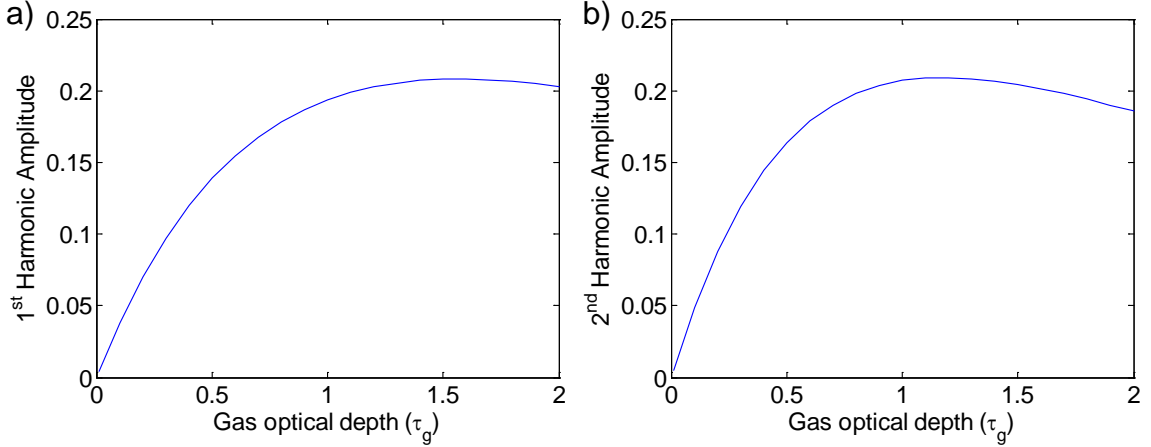 a)
0.25
0.2
0.15
0.1
0.05
0
0 0.5 1 1.5 2
1st Harmonic Amplitude
Gas optical depth (τg)
b)
0.25
0.2
0.15
0.1
0.05
0
0 0.5 1 1.5 2
2nd Harmonic Amplitude
Gas optical depth (τg)